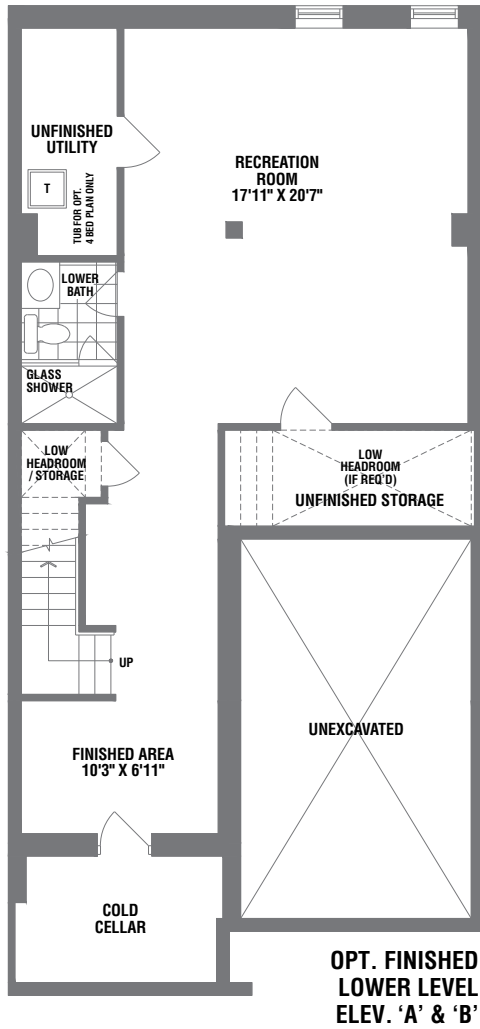 UNFINISHED
UTILITY
T
TUB FOR OPT.
4 BED PLAN ONLY
RECREATION
ROOM
17'11" X 20'7"
LOWER
BATH
GLASS
SHOWER
LOW
HEADROOM
/ STORAGE
LOW
HEADROOM
(IF REQ'D)
UNFINISHED STORAGE
UP
UNEXCAVATED
FINISHED AREA
10'3" X 6'11"
COLD
CELLAR
OPT. FINISHED
LOWER LEVEL
ELEV. ‘A’ & ‘B’